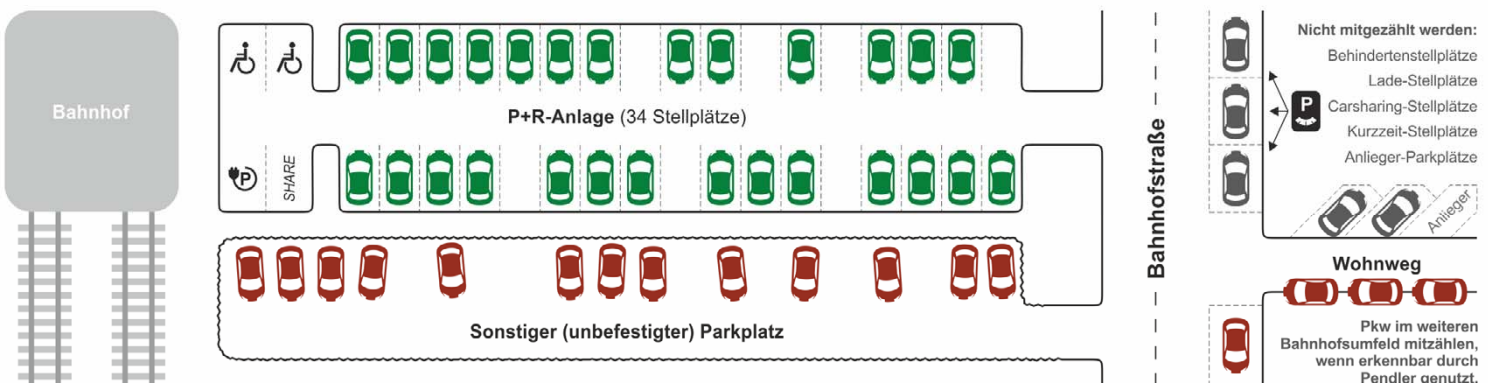 Bahnhof
P+R-Anlage (34 Stellplätze)
P
SHARE
Sonstiger (unbefestigter) Parkplatz
Bahnhofstraße
Nicht mitgezählt werden:
Behindertenstellplätze
Lade-Stellplätze
P
Carsharing-Stellplätze
Kurzzeit-Stellplätze
Anlieger-Parkplätze
Anlieger
Wohnweg
Pkw im weiteren
Bahnhofsumfeld mitzählen,
wenn erkennbar durch
Pendler genutzt.